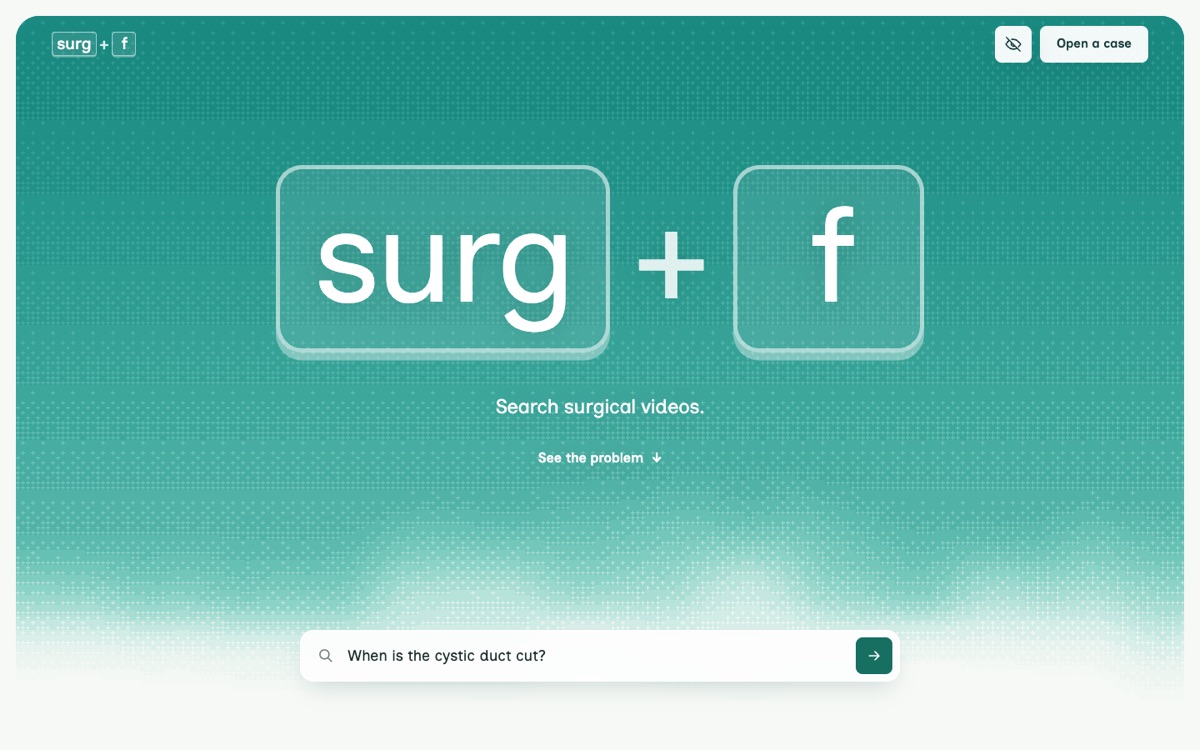 surg + f
Open a case
surg + f
Search surgical videos.
See the problem ↓
When is the cystic duct cut?